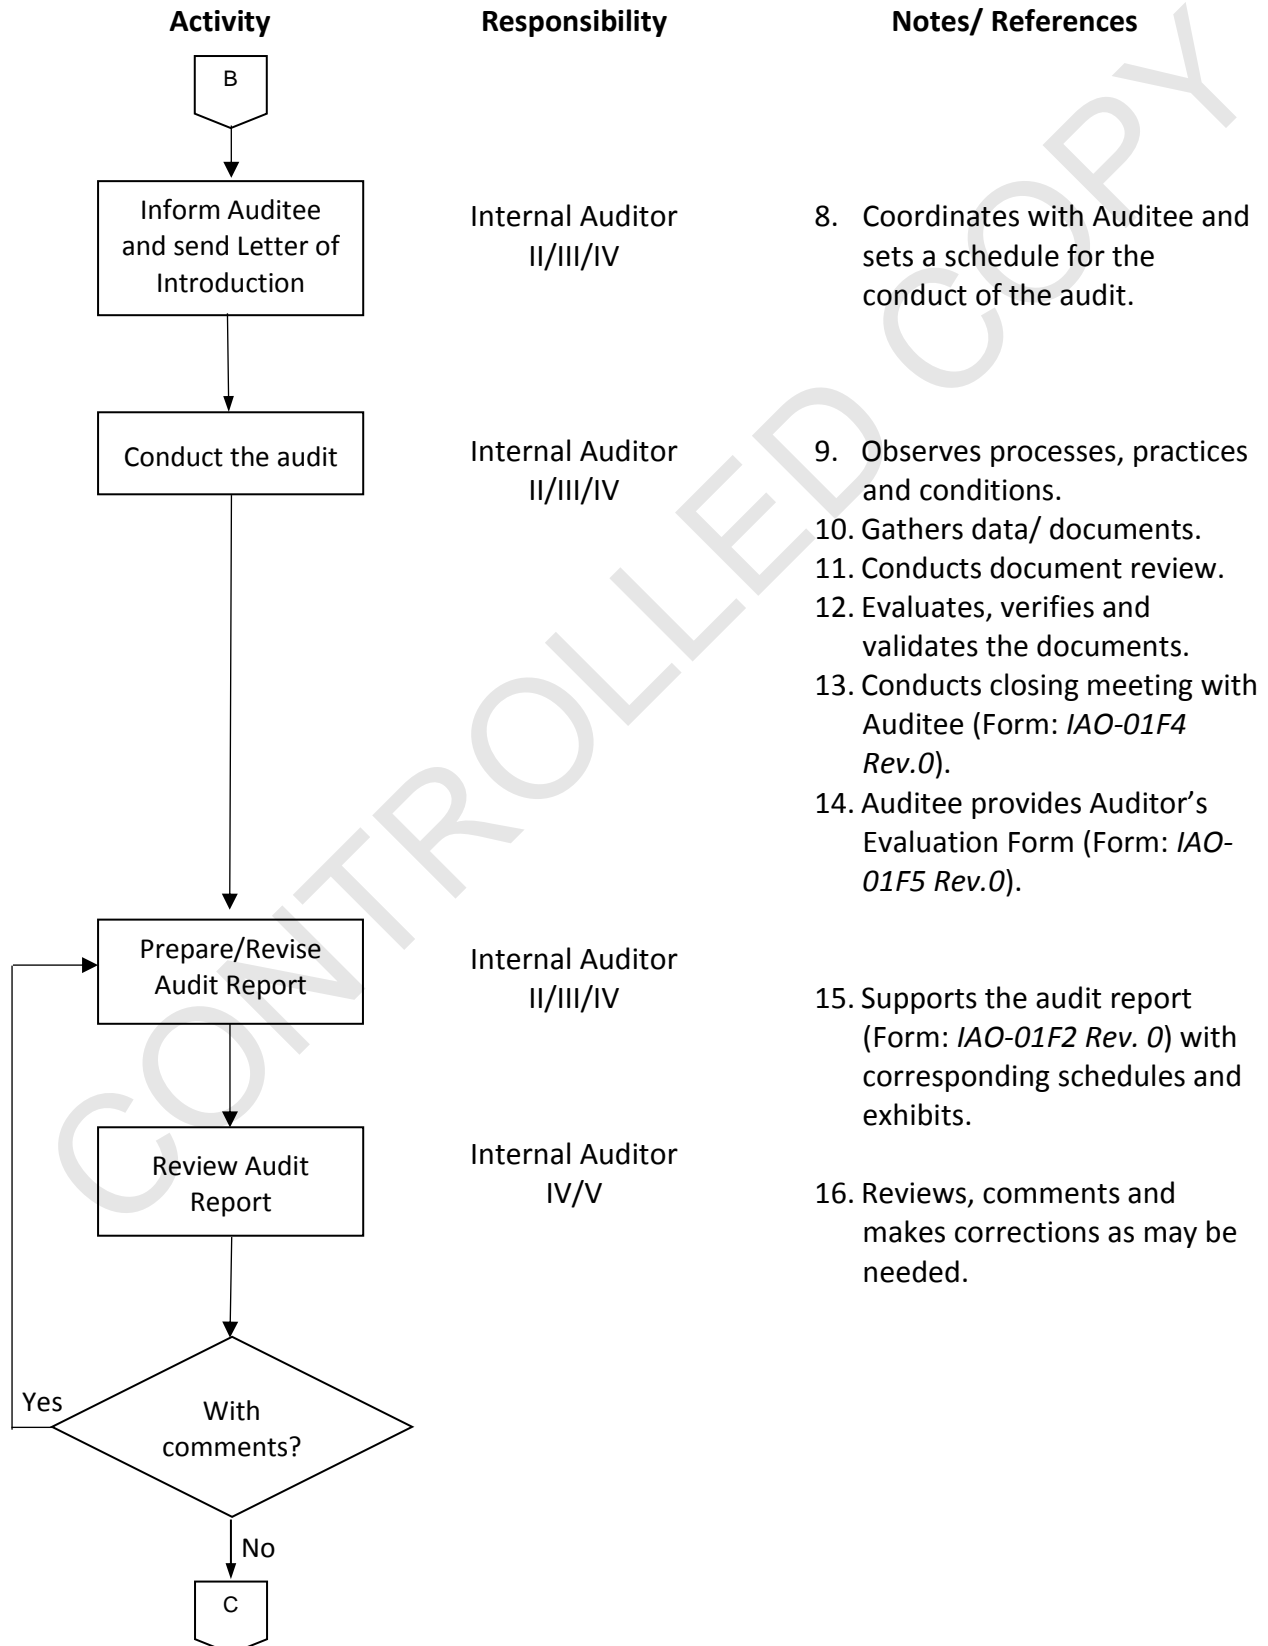 Activity Responsibility Notes/ References
B
Inform Auditee
and send Letter of
Introduction
Internal Auditor
II/III/IV
8. Coordinates with Auditee and
sets a schedule for the
conduct of the audit.
Conduct the audit
Internal Auditor
II/III/IV
9. Observes processes, practices
and conditions.
10. Gathers data/ documents.
11. Conducts document review.
12. Evaluates, verifies and
validates the documents.
13. Conducts closing meeting with
Auditee (Form: IAO-01F4
Rev.0).
14. Auditee provides Auditor’s
Evaluation Form (Form: IAO-
01F5 Rev.0).
Prepare/Revise
Audit Report
Internal Auditor
II/III/IV
15. Supports the audit report
(Form: IAO-01F2 Rev. 0) with
corresponding schedules and
exhibits.
Review Audit
Report
Internal Auditor
IV/V
16. Reviews, comments and
makes corrections as may be
needed.
With
comments?
Yes
No
C
CONTROLLED COPY